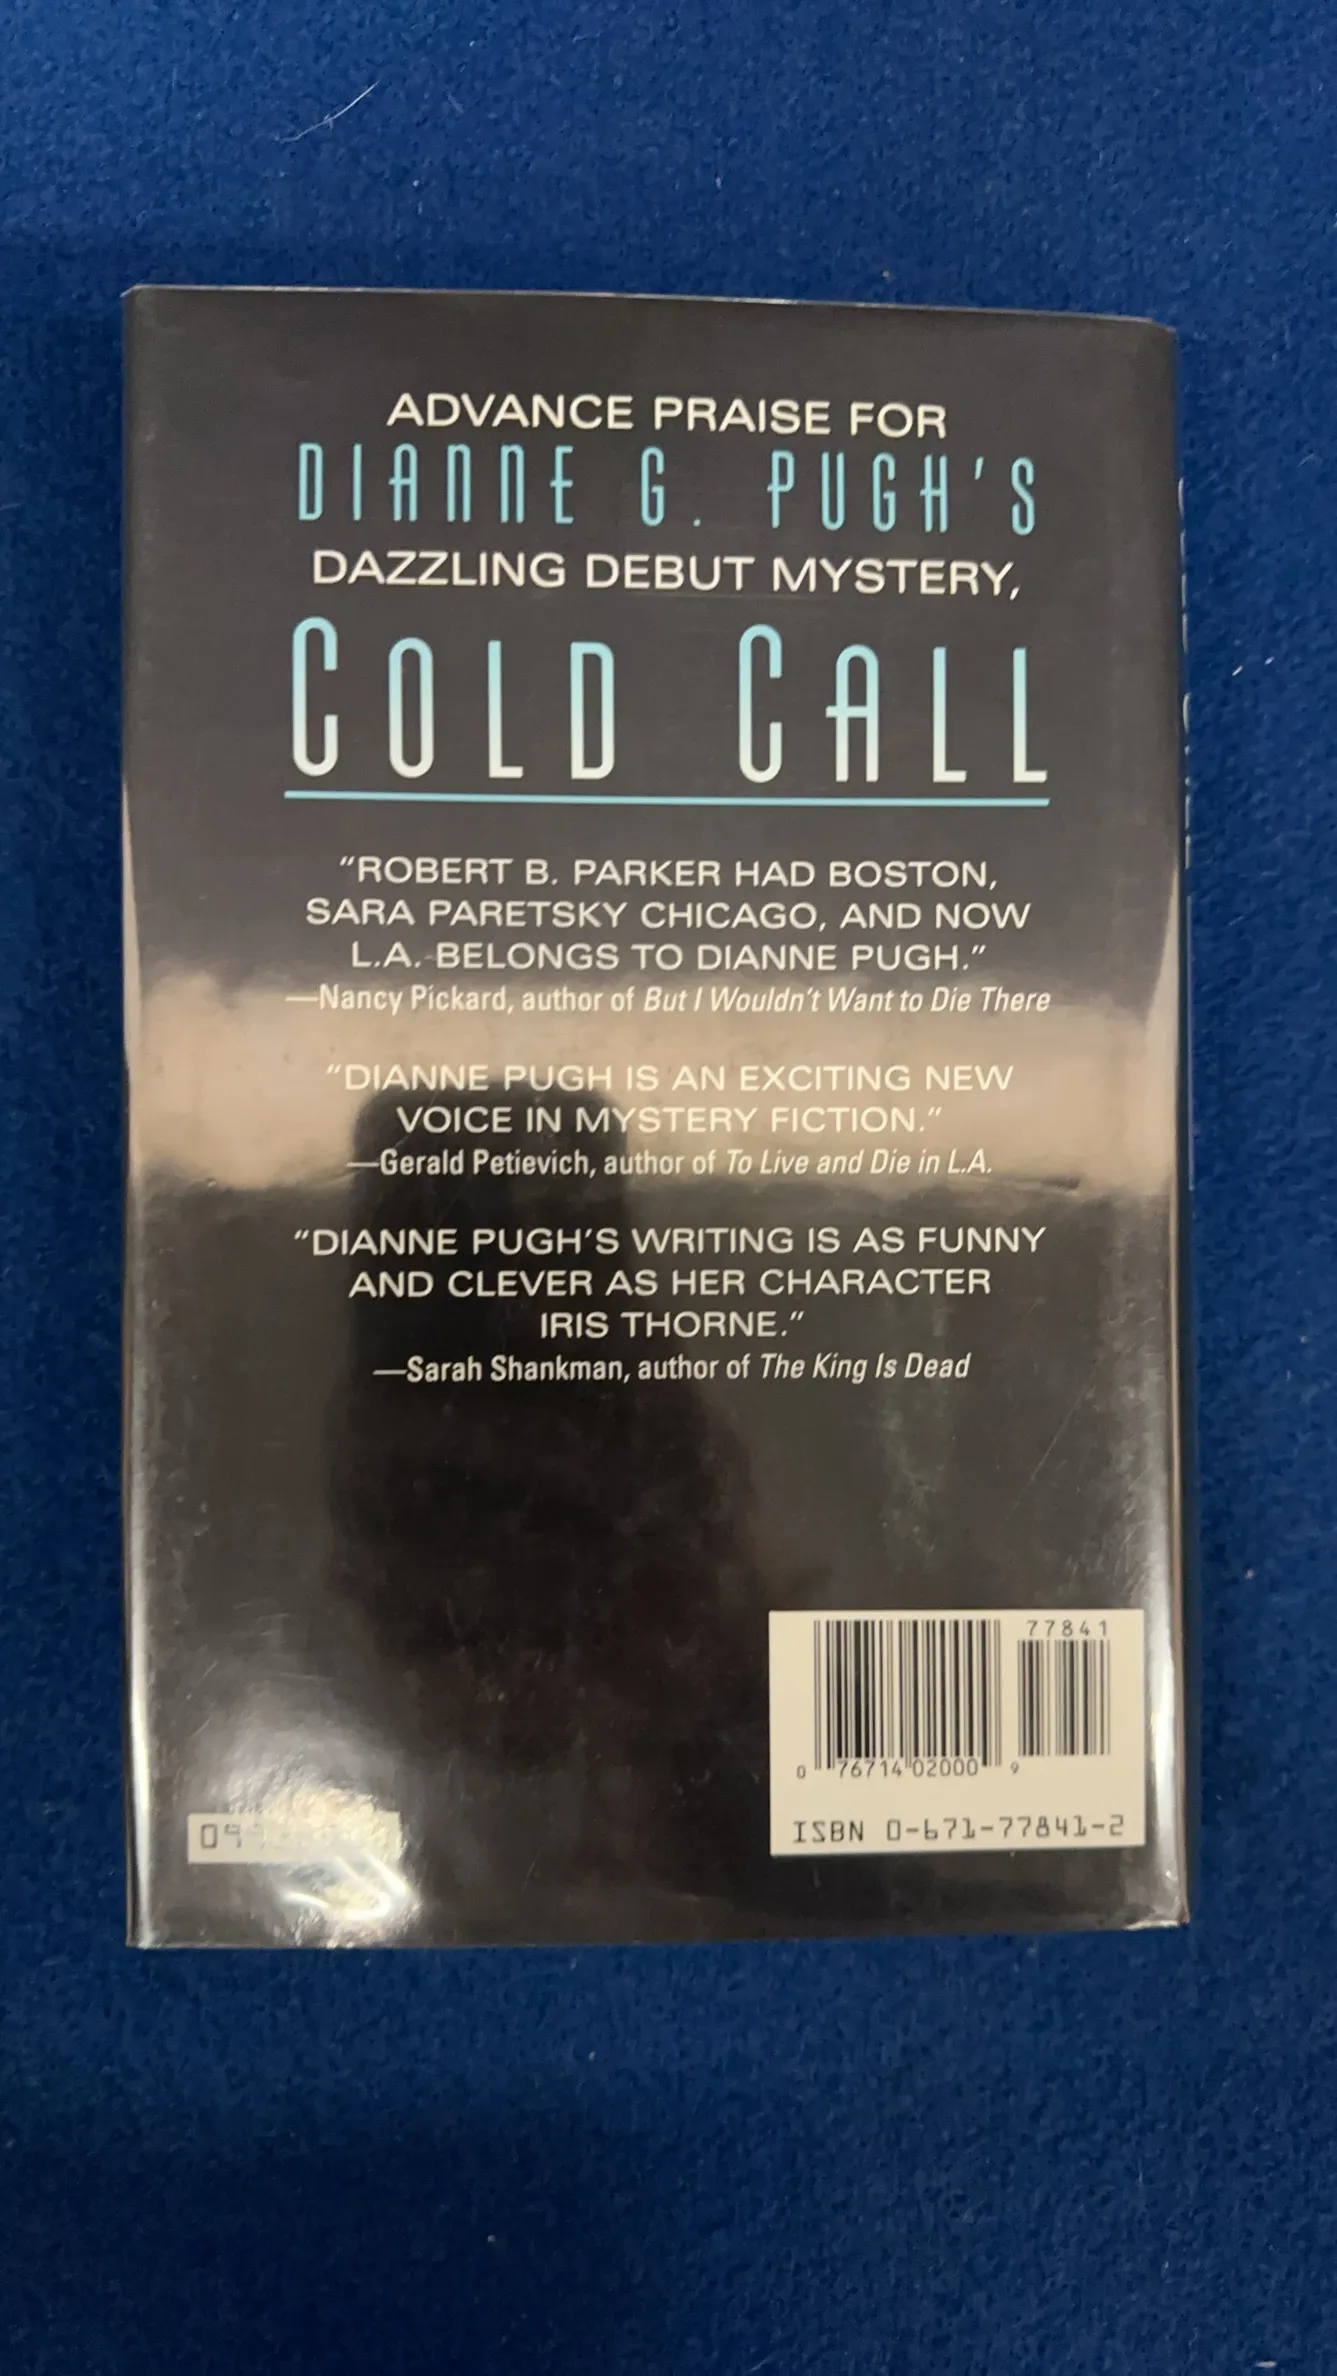 ADVANCE PRAISE FOR
DIANNE G. PUGH'S
DAZZLING DEBUT MYSTERY,
COLD CALL
"ROBERT B. PARKER HAD BOSTON,
SARA PARETSKY CHICAGO, AND NOW
L.A. BELONGS TO DIANNE PUGH."
—Nancy Pickard, author of But I Wouldn't Want to Die There
"DIANNE PUGH IS AN EXCITING NEW
VOICE IN MYSTERY FICTION."
—Gerald Petievich, author of To Live and Die in L.A.
"DIANNE PUGH'S WRITING IS AS FUNNY
AND CLEVER AS HER CHARACTER
IRIS THORNE."
—Sarah Shankman, author of The King Is Dead
77841
0 76714 02000 9
ISBN 0-671-77841-2